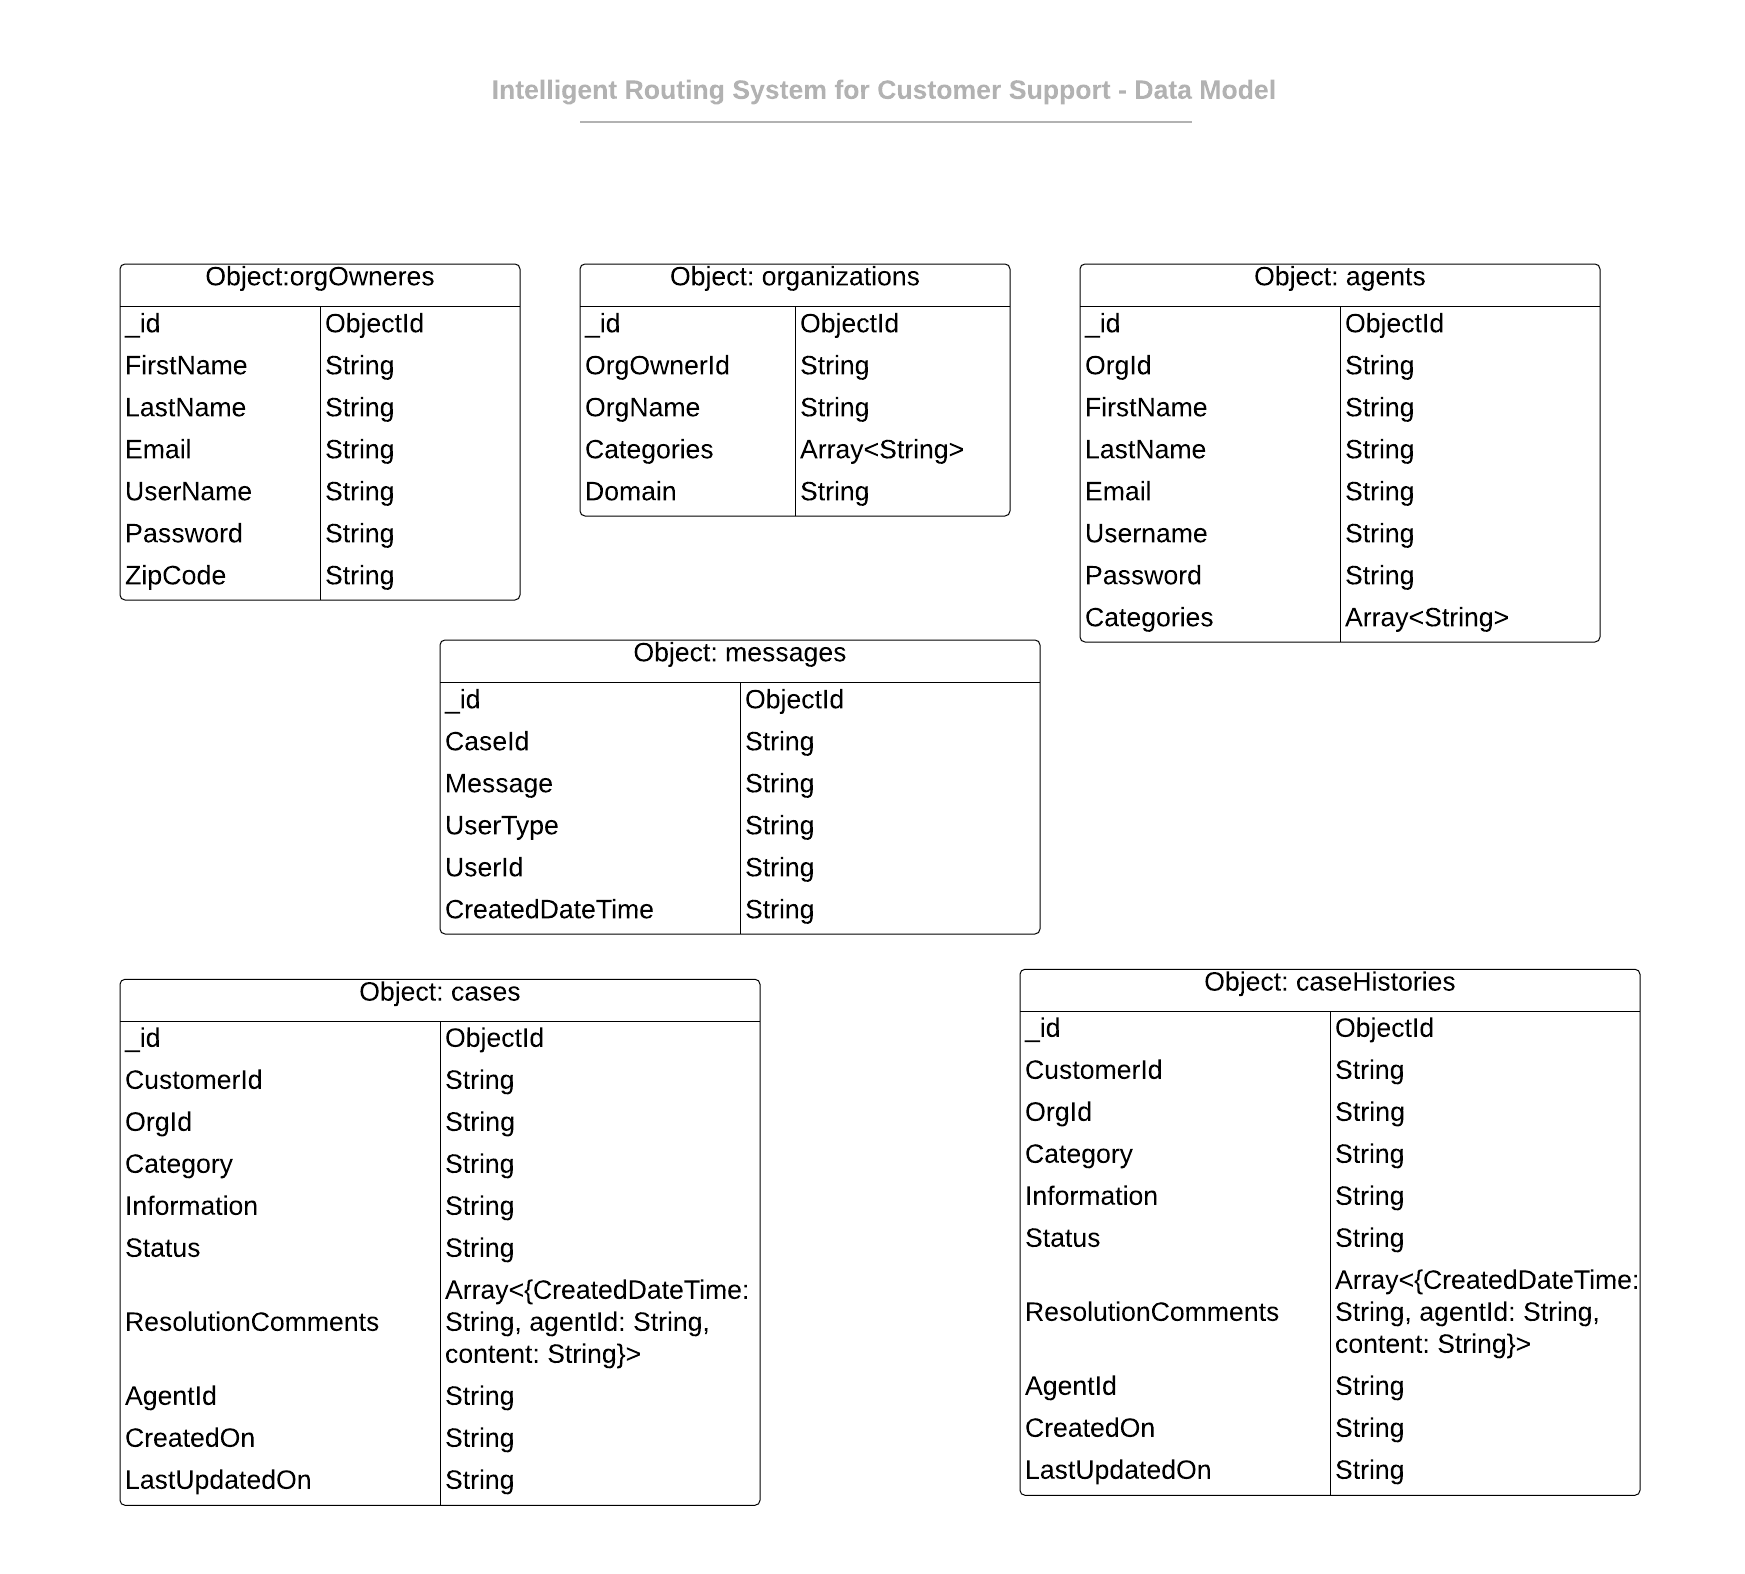 Intelligent Routing System for Customer Support - Data Model
Object:orgOwneres
_id ObjectId
FirstName String
LastName String
Email String
UserName String
Password String
ZipCode String
Object: organizations
_id ObjectId
OrgOwnerId String
OrgName String
Categories Array<String>
Domain String
Object: agents
_id ObjectId
OrgId String
FirstName String
LastName String
Email String
Username String
Password String
Categories Array<String>
Object: messages
_id ObjectId
CaseId String
Message String
UserType String
UserId String
CreatedDateTime String
Object: cases
_id ObjectId
CustomerId String
OrgId String
Category String
Information String
Status String
Array<{CreatedDateTime:
ResolutionComments String, agentId: String,
content: String}>
AgentId String
CreatedOn String
LastUpdatedOn String
Object: caseHistories
_id ObjectId
CustomerId String
OrgId String
Category String
Information String
Status String
Array<{CreatedDateTime:
ResolutionComments String, agentId: String,
content: String}>
AgentId String
CreatedOn String
LastUpdatedOn String